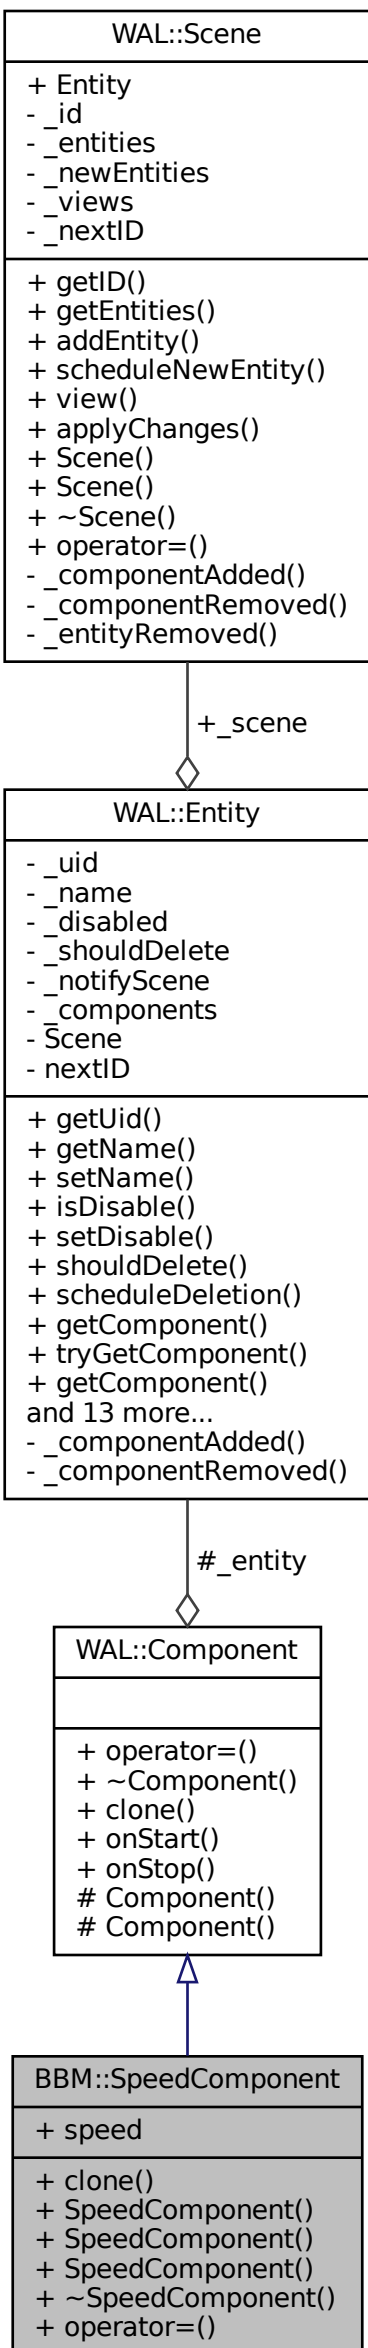 WAL::Scene
+ Entity
- _id
- _entities
- _newEntities
- _views
- _nextID
+ getID()
+ getEntities()
+ addEntity()
+ scheduleNewEntity()
+ view()
+ applyChanges()
+ Scene()
+ Scene()
+ ~Scene()
+ operator=()
- _componentAdded()
- _componentRemoved()
- _entityRemoved()
+_scene
WAL::Entity
- _uid
- _name
- _disabled
- _shouldDelete
- _notifyScene
- _components
- Scene
- nextID
+ getUid()
+ getName()
+ setName()
+ isDisable()
+ setDisable()
+ shouldDelete()
+ scheduleDeletion()
+ getComponent()
+ tryGetComponent()
+ getComponent()
and 13 more...
- _componentAdded()
- _componentRemoved()
#_entity
WAL::Component
+ operator=()
+ ~Component()
+ clone()
+ onStart()
+ onStop()
# Component()
# Component()
BBM::SpeedComponent
+ speed
+ clone()
+ SpeedComponent()
+ SpeedComponent()
+ SpeedComponent()
+ ~SpeedComponent()
+ operator=()